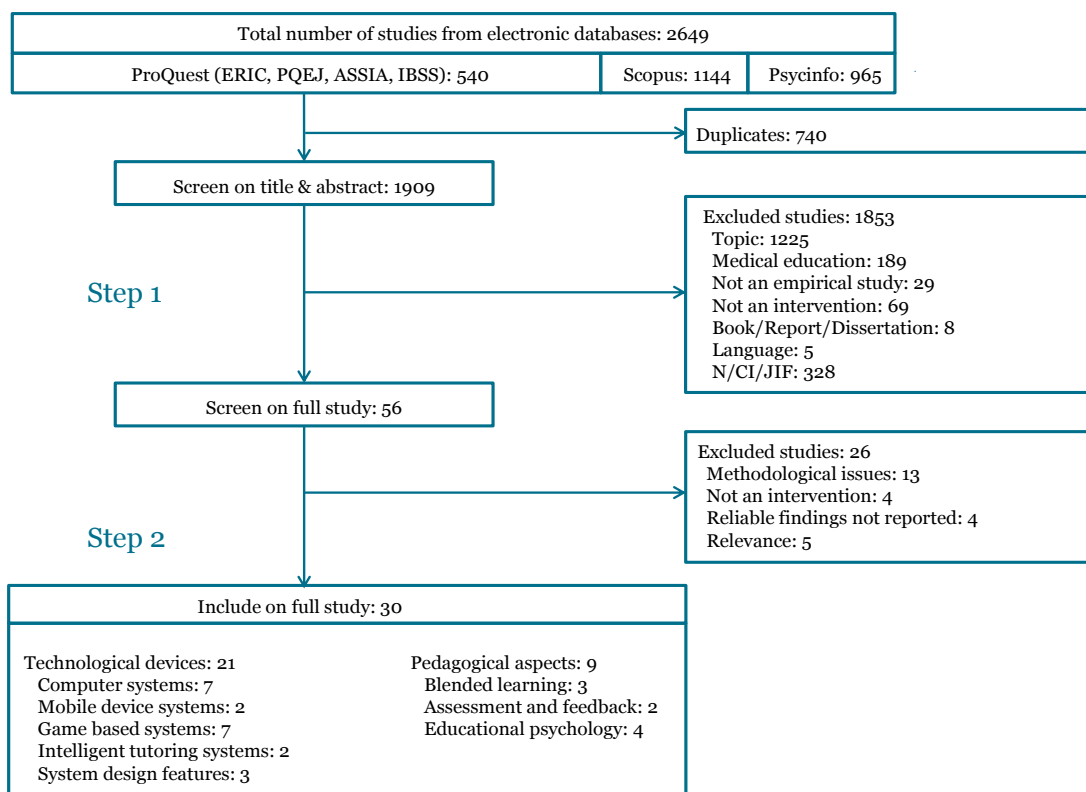 Total number of studies from electronic databases: 2649
ProQuest (ERIC, PQEJ, ASSIA, IBSS): 540
Scopus: 1144
Psycinfo: 965
Duplicates: 740
Screen on title & abstract: 1909
Excluded studies: 1853
Topic: 1225
Medical education: 189
Not an empirical study: 29
Not an intervention: 69
Book/Report/Dissertation: 8
Language: 5
N/CI/JIF: 328
Step 1
Screen on full study: 56
Excluded studies: 26
Methodological issues: 13
Not an intervention: 4
Reliable findings not reported: 4
Relevance: 5
Step 2
Include on full study: 30
Technological devices: 21
Computer systems: 7
Mobile device systems: 2
Game based systems: 7
Intelligent tutoring systems: 2
System design features: 3
Pedagogical aspects: 9
Blended learning: 3
Assessment and feedback: 2
Educational psychology: 4